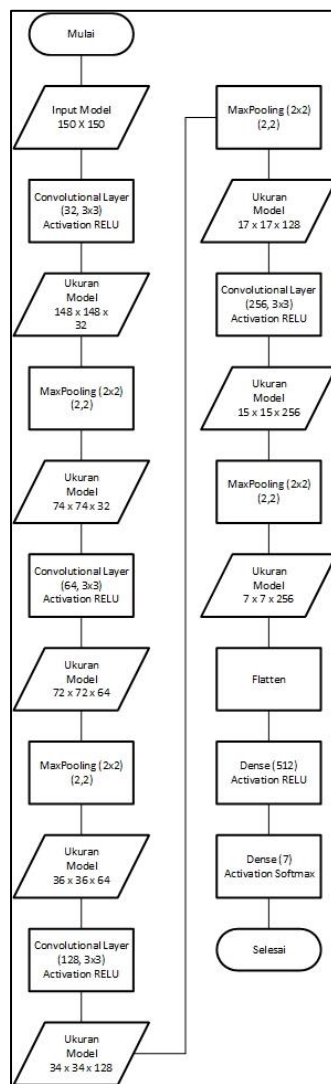 Mulai
Input Model
150 X 150
Convolutional Layer
(32, 3x3)
Activation RELU
Ukuran
Model
148 x 148 x
32
MaxPooling (2x2)
(2,2)
Ukuran
Model
74 x 74 x 32
Convolutional Layer
(64, 3x3)
Activation RELU
Ukuran
Model
72 x 72 x 64
MaxPooling (2x2)
(2,2)
Ukuran
Model
36 x 36 x 64
Convolutional Layer
(128, 3x3)
Activation RELU
Ukuran
Model
34 x 34 x 128
MaxPooling (2x2)
(2,2)
Ukuran
Model
17 x 17 x 128
Convolutional Layer
(256, 3x3)
Activation RELU
Ukuran
Model
15 x 15 x 256
MaxPooling (2x2)
(2,2)
Ukuran
Model
7 x 7 x 256
Flatten
Dense (512)
Activation RELU
Dense (7)
Activation Softmax
Selesai